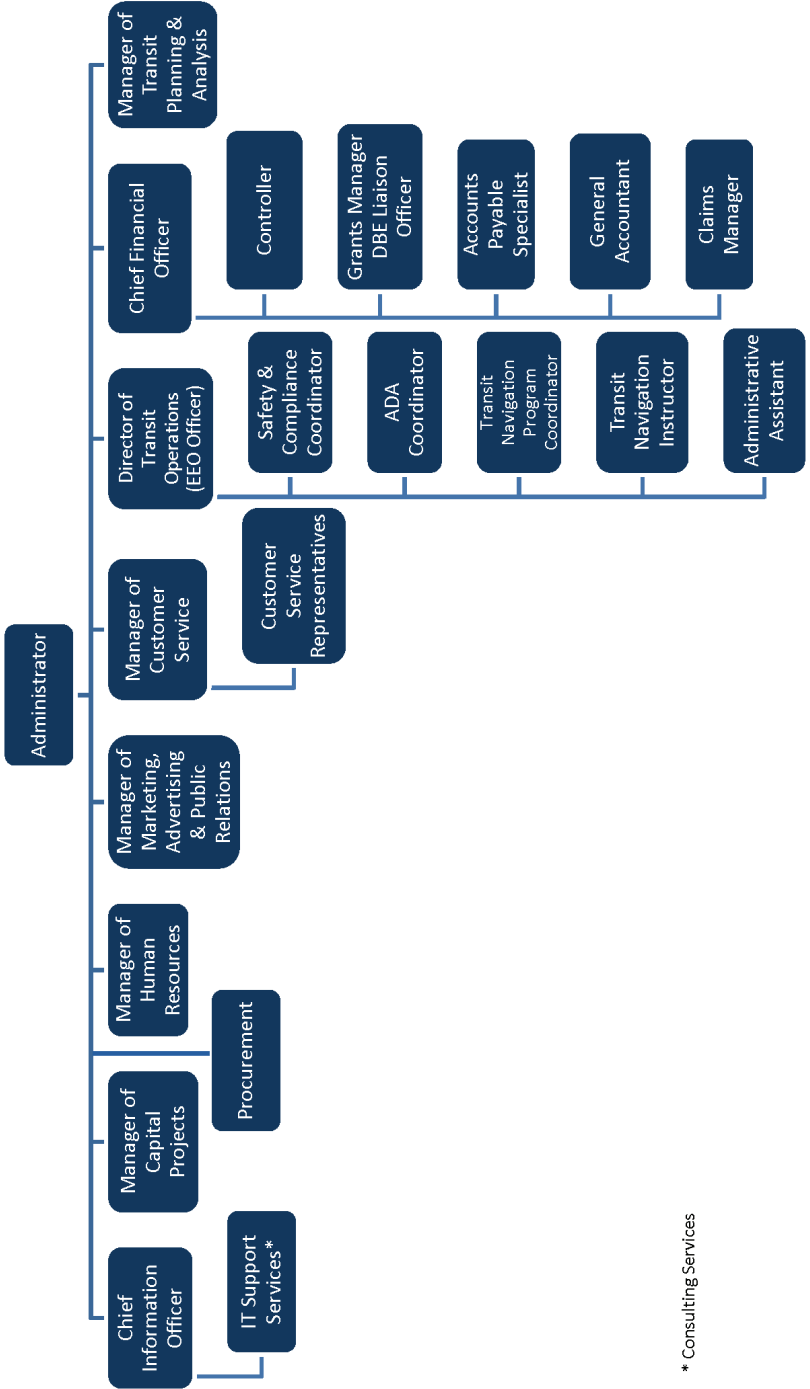 Administrator
Chief
Information
Officer
IT Support
Services*
Manager of
Capital
Projects
Procurement
Manager of
Human
Resources
Manager of
Marketing,
Advertising
& Public
Relations
Manager of
Customer
Service
Customer
Service
Representatives
Director of
Transit
Operations
(EEO Officer)
Safety &
Compliance
Coordinator
ADA
Coordinator
Transit
Navigation
Program
Coordinator
Transit
Navigation
Instructor
Administrative
Assistant
Chief Financial
Officer
Controller
Grants Manager
DBE Liaison
Officer
Accounts
Payable
Specialist
General
Accountant
Claims
Manager
Manager of
Transit
Planning &
Analysis
* Consulting Services